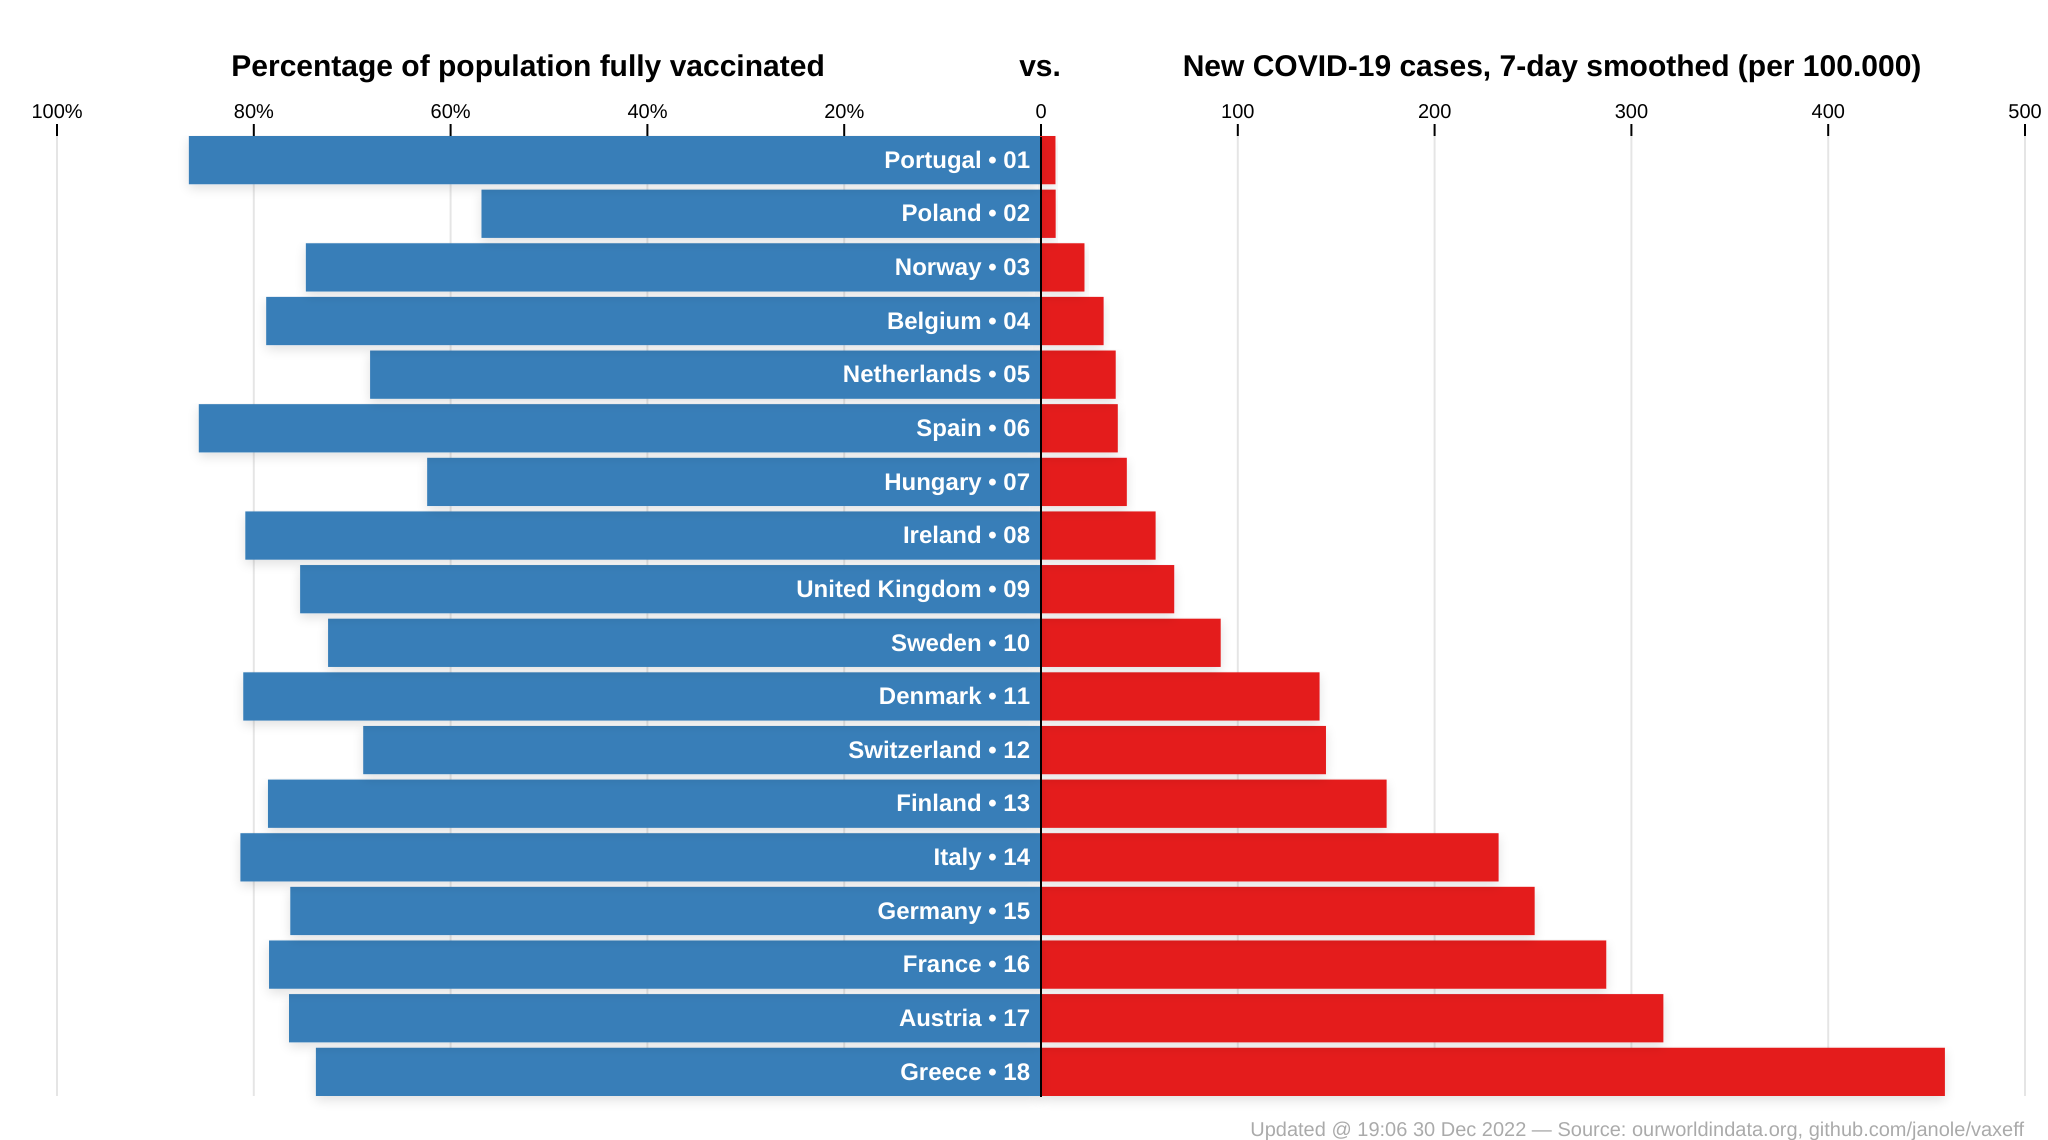 Percentage of population fully vaccinated vs. New COVID-19 cases, 7-day smoothed (per 100.000)
100% 80% 60% 40% 20% 0 100 200 300 400 500
Portugal • 01
Poland • 02
Norway • 03
Belgium • 04
Netherlands • 05
Spain • 06
Hungary • 07
Ireland • 08
United Kingdom • 09
Sweden • 10
Denmark • 11
Switzerland • 12
Finland • 13
Italy • 14
Germany • 15
France • 16
Austria • 17
Greece • 18
Updated @ 19:06 30 Dec 2022 — Source: ourworldindata.org, github.com/janole/vaxeff